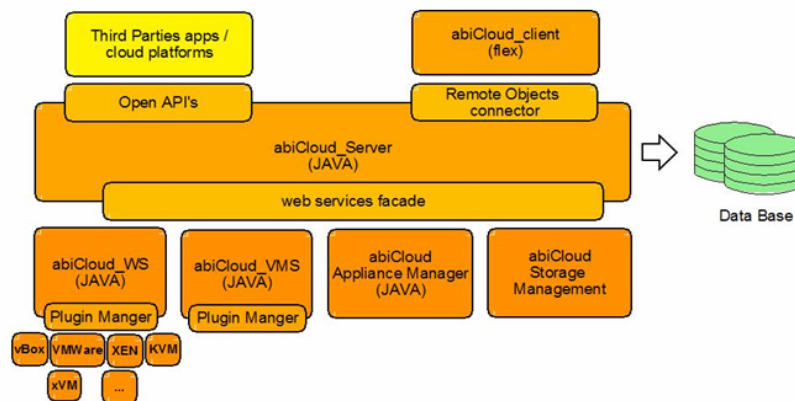 Third Parties apps /
cloud platforms
abiCloud_client
(flex)
Open API's
Remote Objects
connector
abiCloud_Server
(JAVA)
web services facade
Data Base
abiCloud_WS
(JAVA)
abiCloud_VMS
(JAVA)
abiCloud
Appliance Manager
(JAVA)
abiCloud
Storage
Management
Plugin Manger
Plugin Manger
vBox
VMWare
XEN
KVM
xVM
...